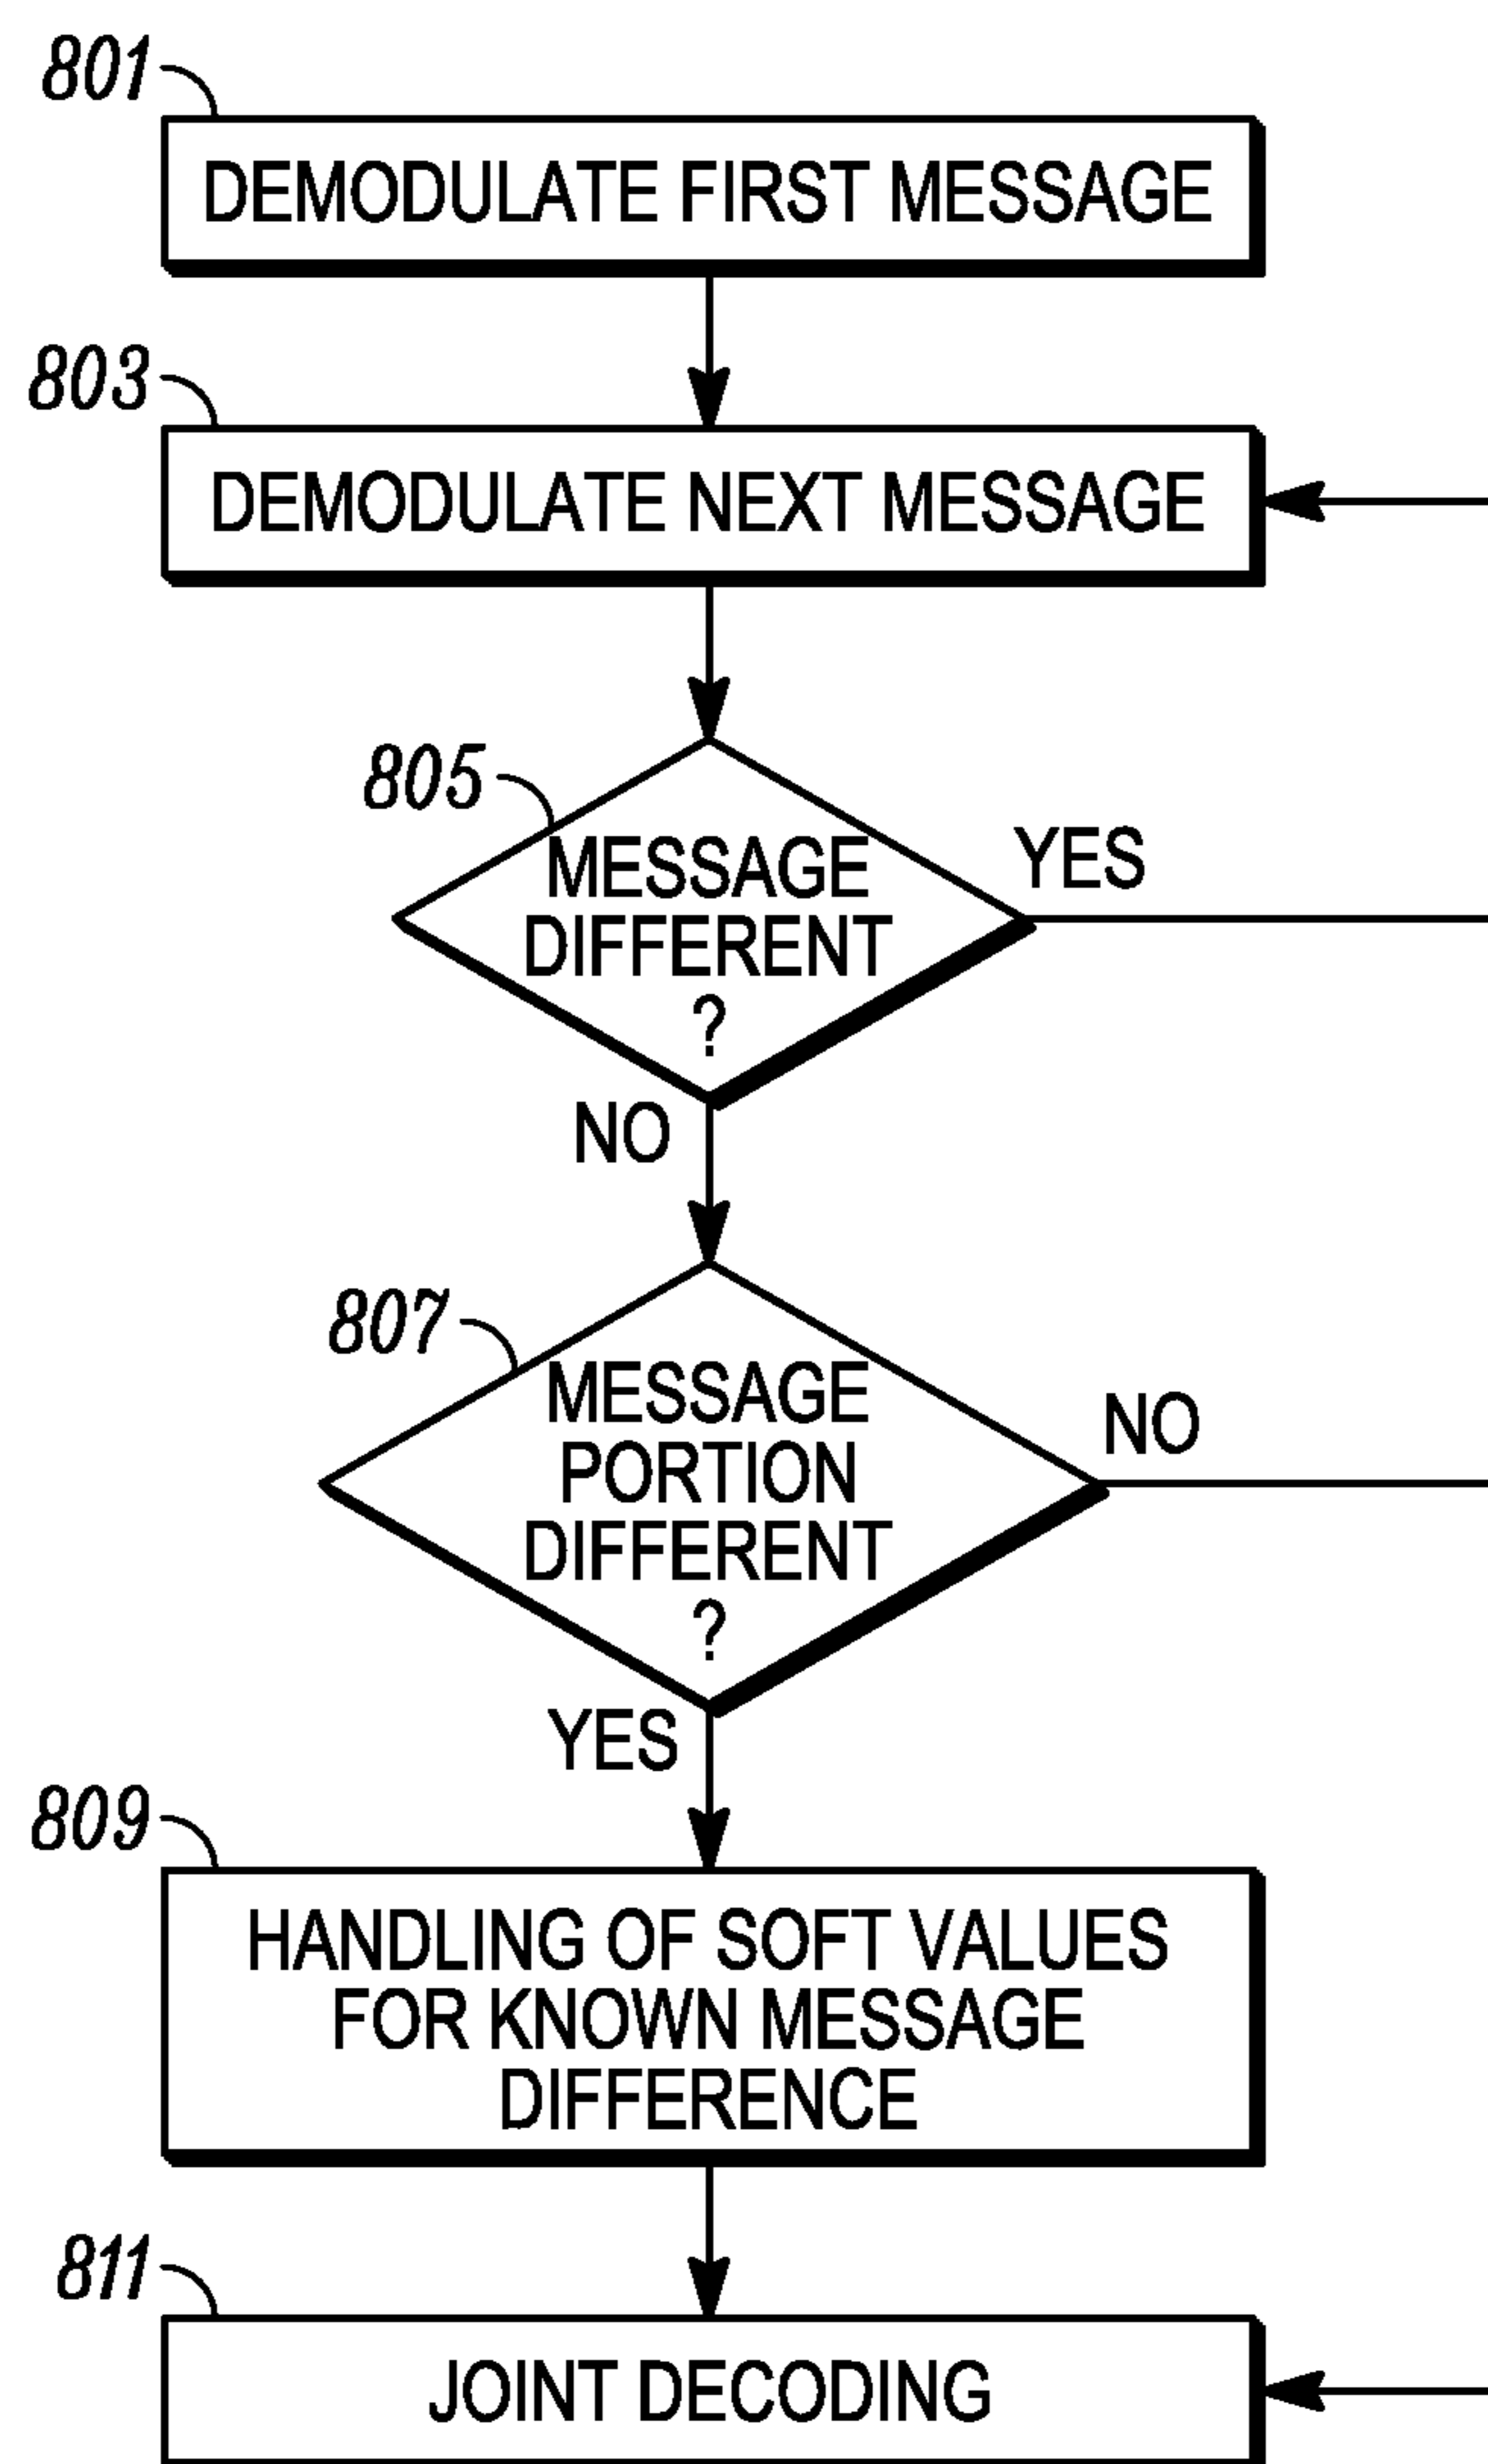 801
DEMODULATE FIRST MESSAGE
803
DEMODULATE NEXT MESSAGE
805
MESSAGE
DIFFERENT
?
YES
NO
807
MESSAGE
PORTION
DIFFERENT
?
NO
YES
809
HANDLING OF SOFT VALUES
FOR KNOWN MESSAGE
DIFFERENCE
811
JOINT DECODING